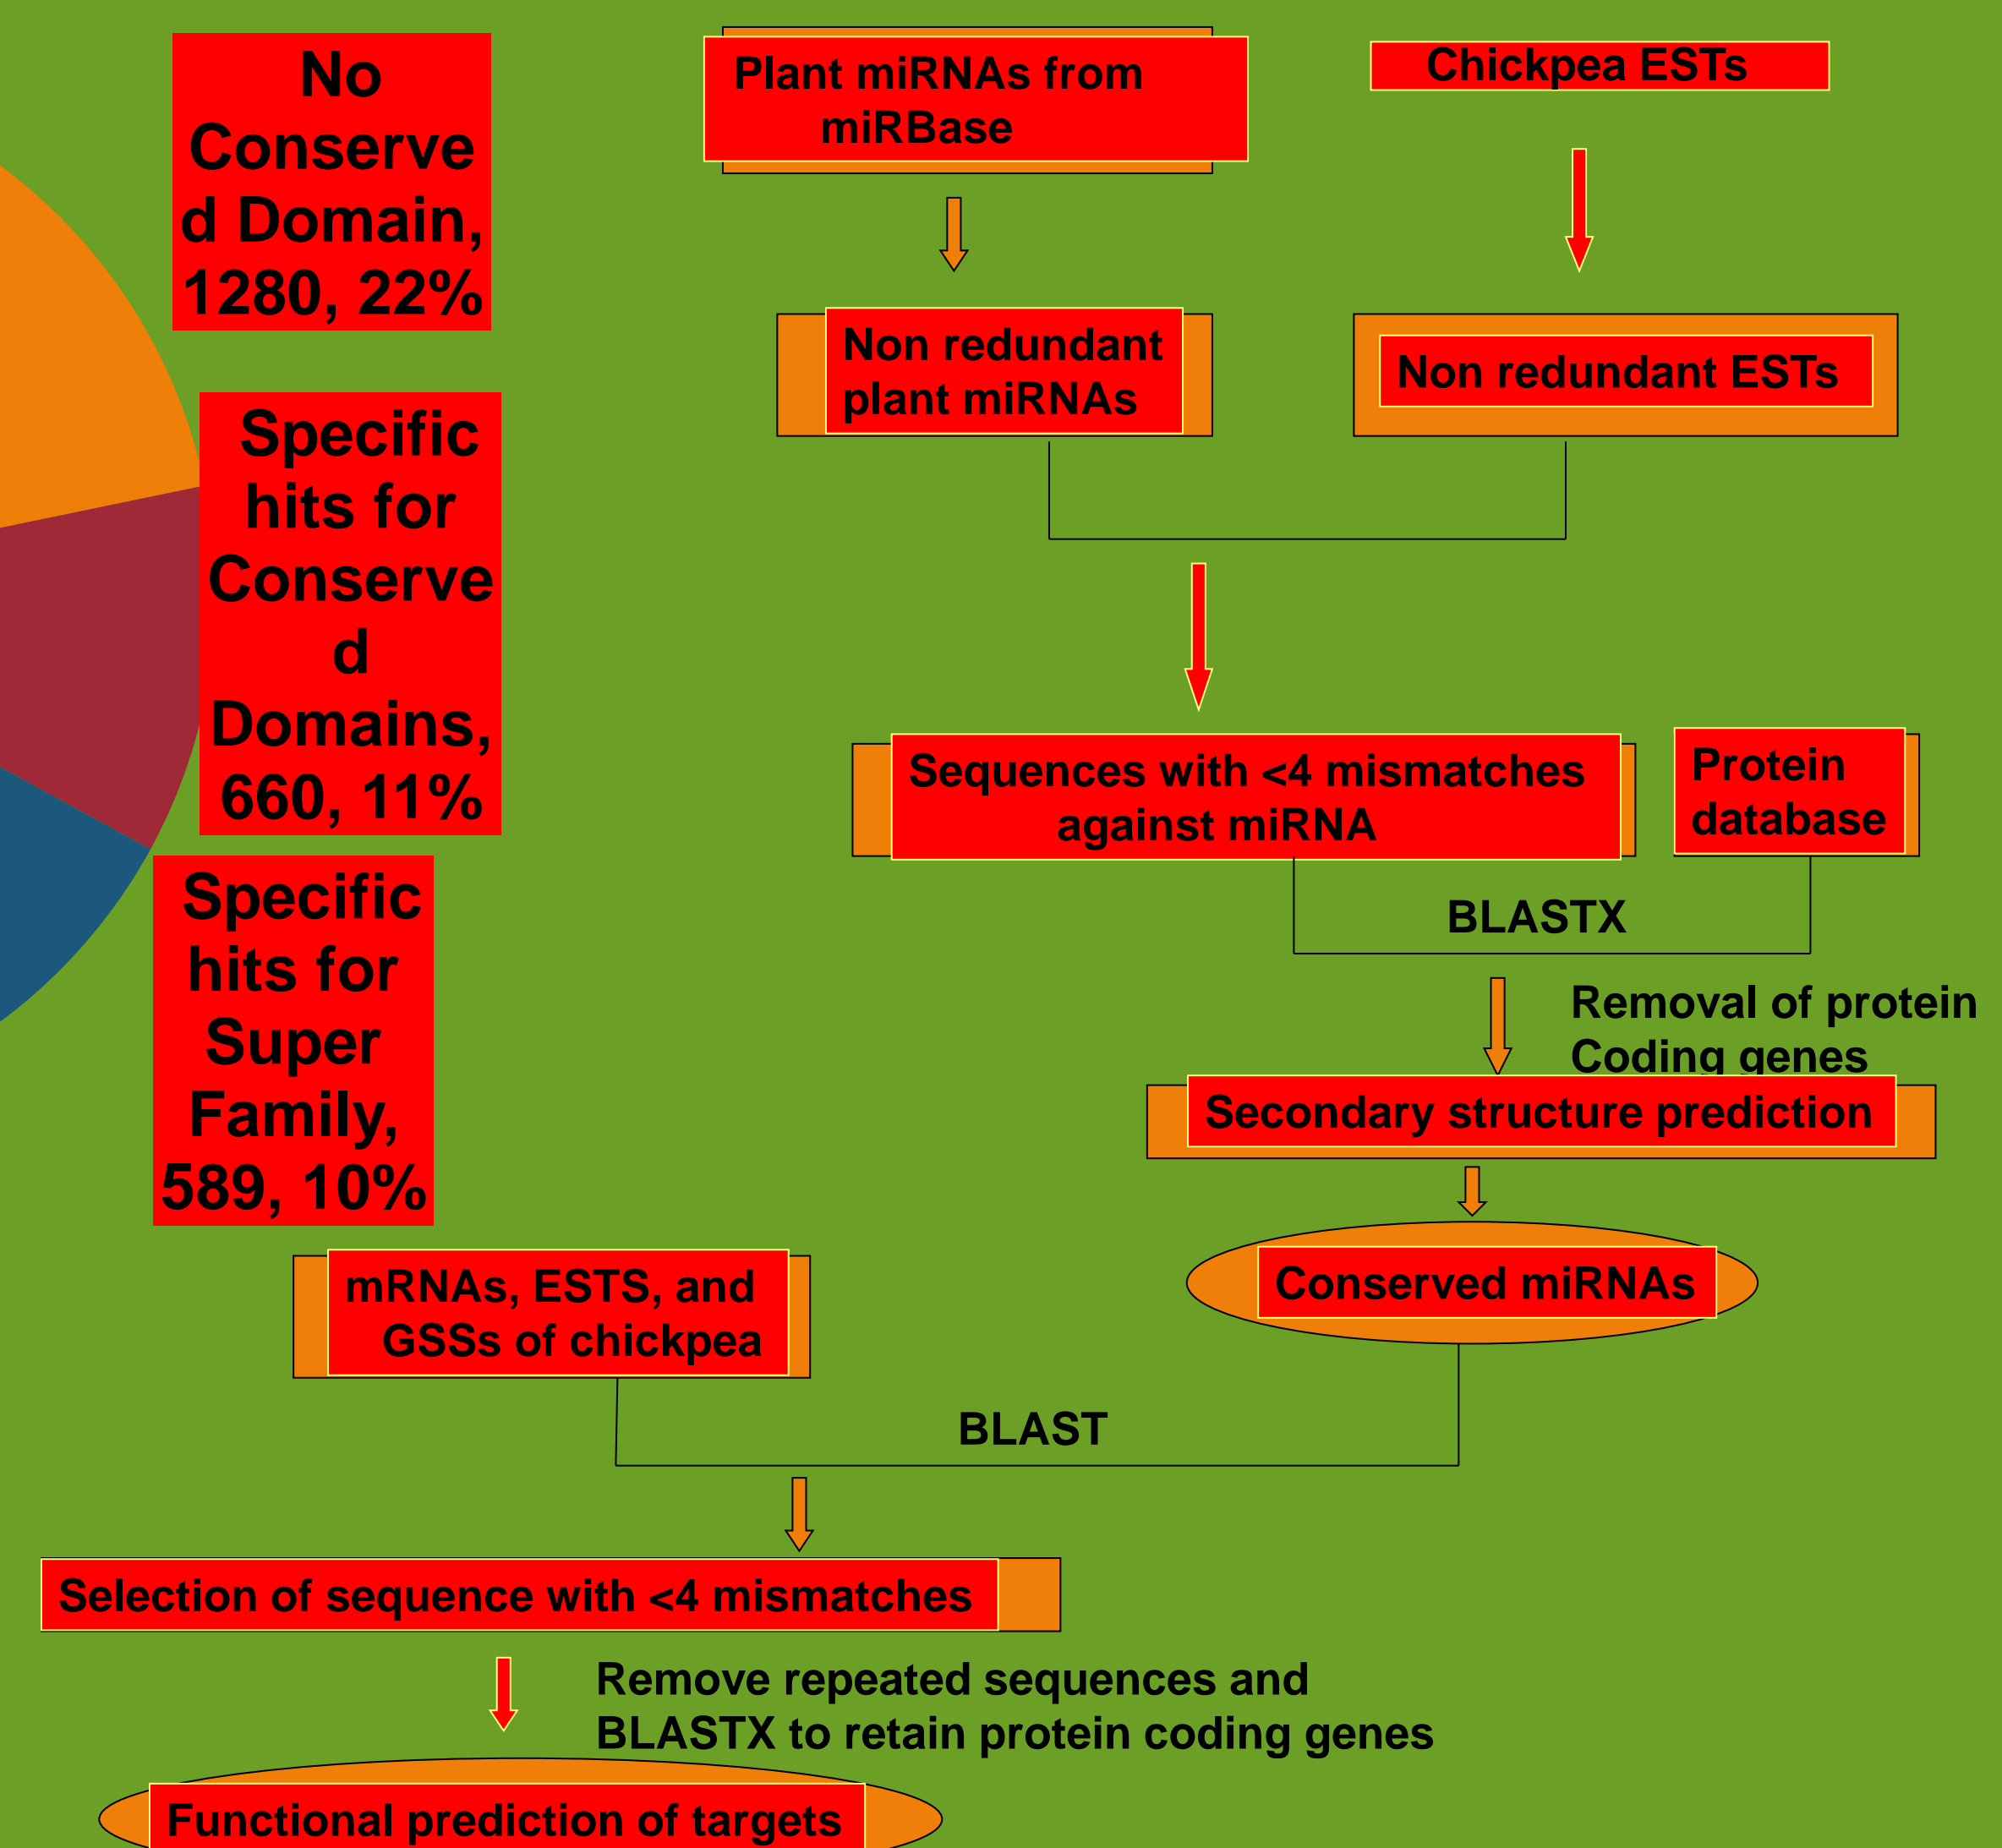 No
Conserve
d Domain,
1280, 22%
Specific
hits for
Conserve
d
Domains,
660, 11%
Specific
hits for
Super
Family,
589, 10%
Plant miRNAs from
miRBase
Chickpea ESTs
Non redundant
plant miRNAs
Non redundant ESTs
Sequences with <4 mismatches
against miRNA
Protein
database
BLASTX
Removal of protein
Coding genes
Secondary structure prediction
Conserved miRNAs
mRNAs, ESTS, and
GSSs of chickpea
BLAST
Selection of sequence with <4 mismatches
Remove repeated sequences and
BLASTX to retain protein coding genes
Functional prediction of targets